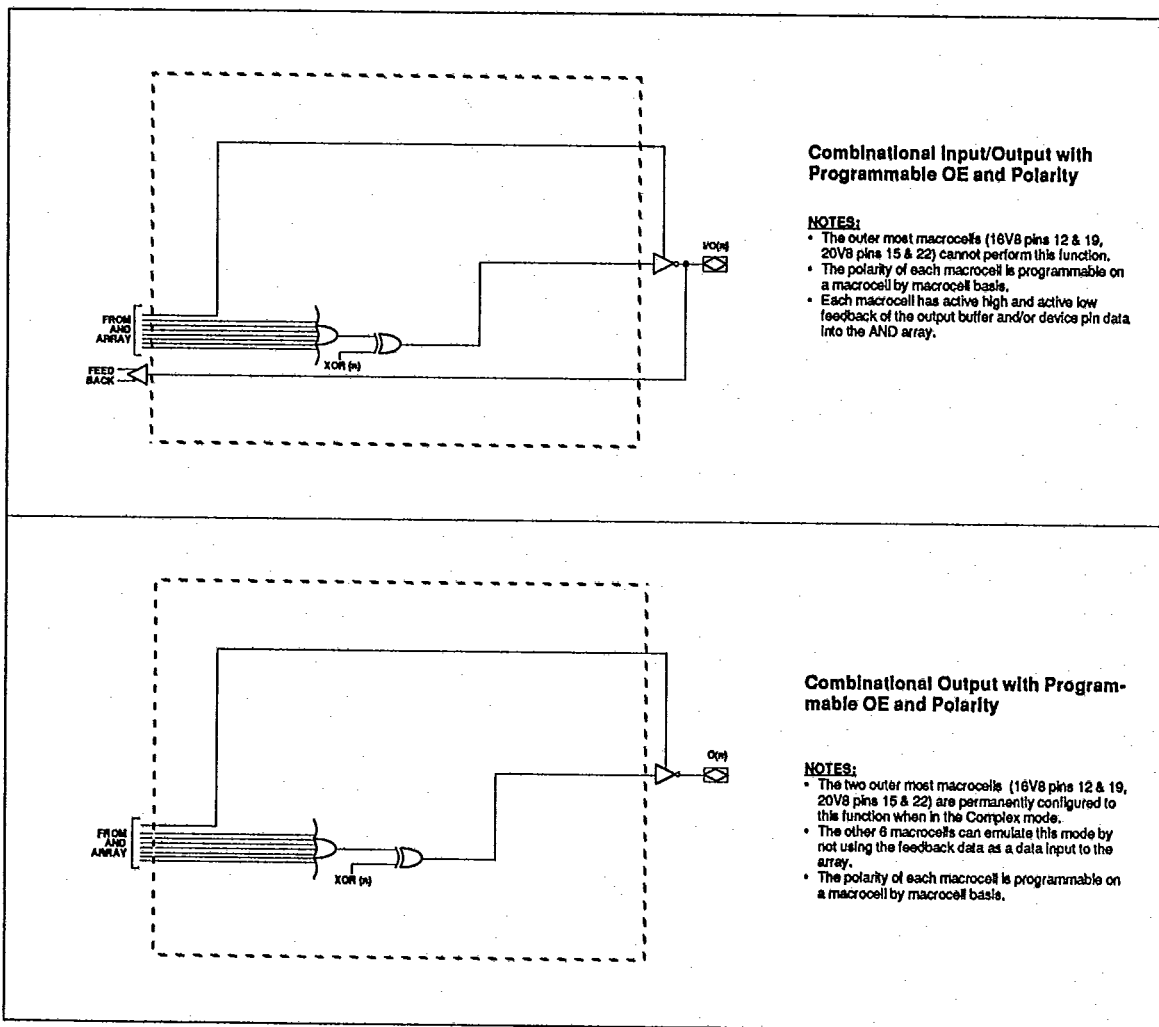 Combinational Input/Output with
Programmable OE and Polarity
NOTES:
• The outer most macrocells (16V8 pins 12 & 19,
20V8 pins 15 & 22) cannot perform this function.
• The polarity of each macrocell is programmable on
a macrocell by macrocell basis.
• Each macrocell has active high and active low
feedback of the output buffer and/or device pin data
into the AND array.
I/O(n)
FROM
AND
ARRAY
XOR (n)
FEED
BACK
Combinational Output with Program-
mable OE and Polarity
NOTES:
• The two outer most macrocells (16V8 pins 12 & 19,
20V8 pins 15 & 22) are permanently configured to
this function when in the Complex mode.
• The other 6 macrocells can emulate this mode by
not using the feedback data as a data input to the
array.
• The polarity of each macrocell is programmable on
a macrocell by macrocell basis.
O(n)
FROM
AND
ARRAY
XOR (n)